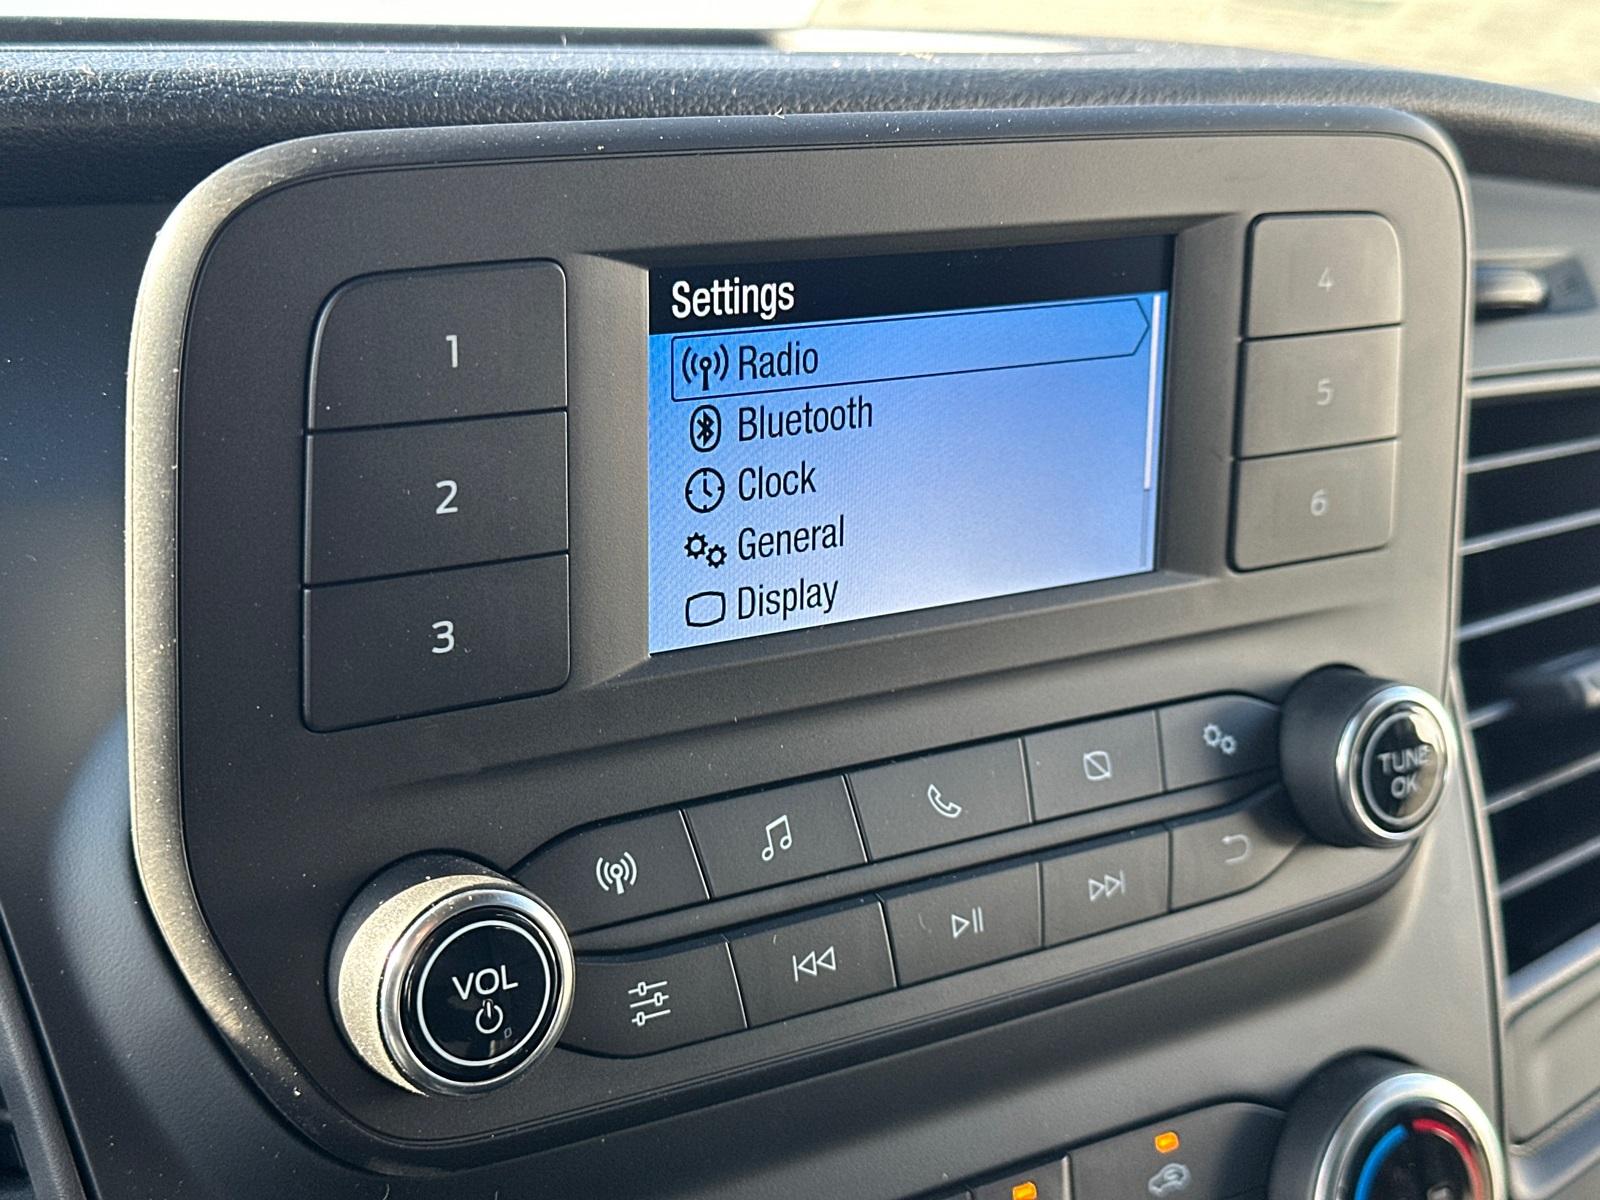 Settings
Radio
Bluetooth
Clock
General
Display
1
2
3
4
5
6
VOL
TUNE
OK